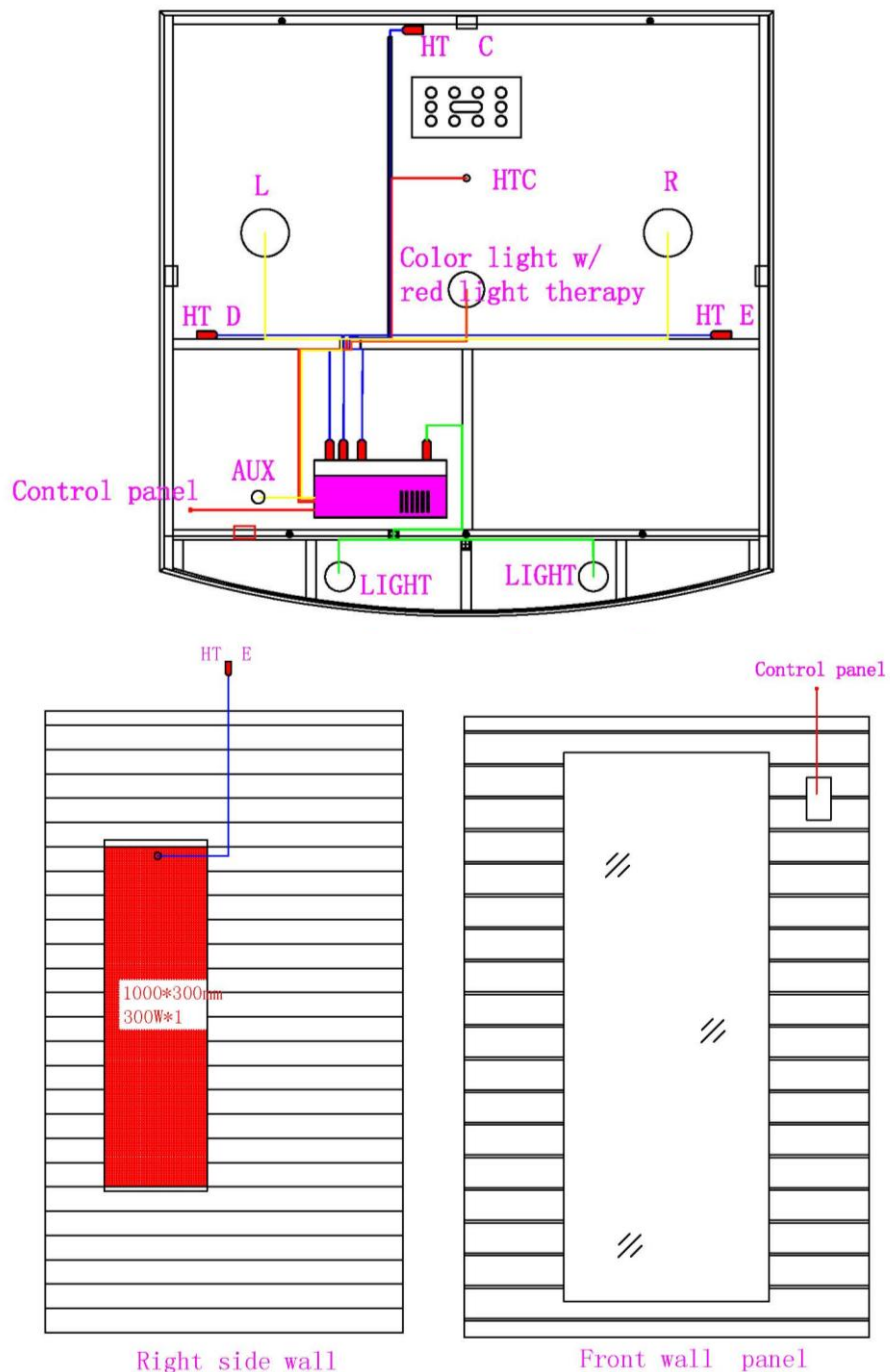 HT C
HTC
L
R
Color light w/
red light therapy
HT D
HT E
AUX
Control panel
LIGHT
LIGHT
HT E
Control panel
1000*300mm
300W*1
Right side wall
Front wall panel